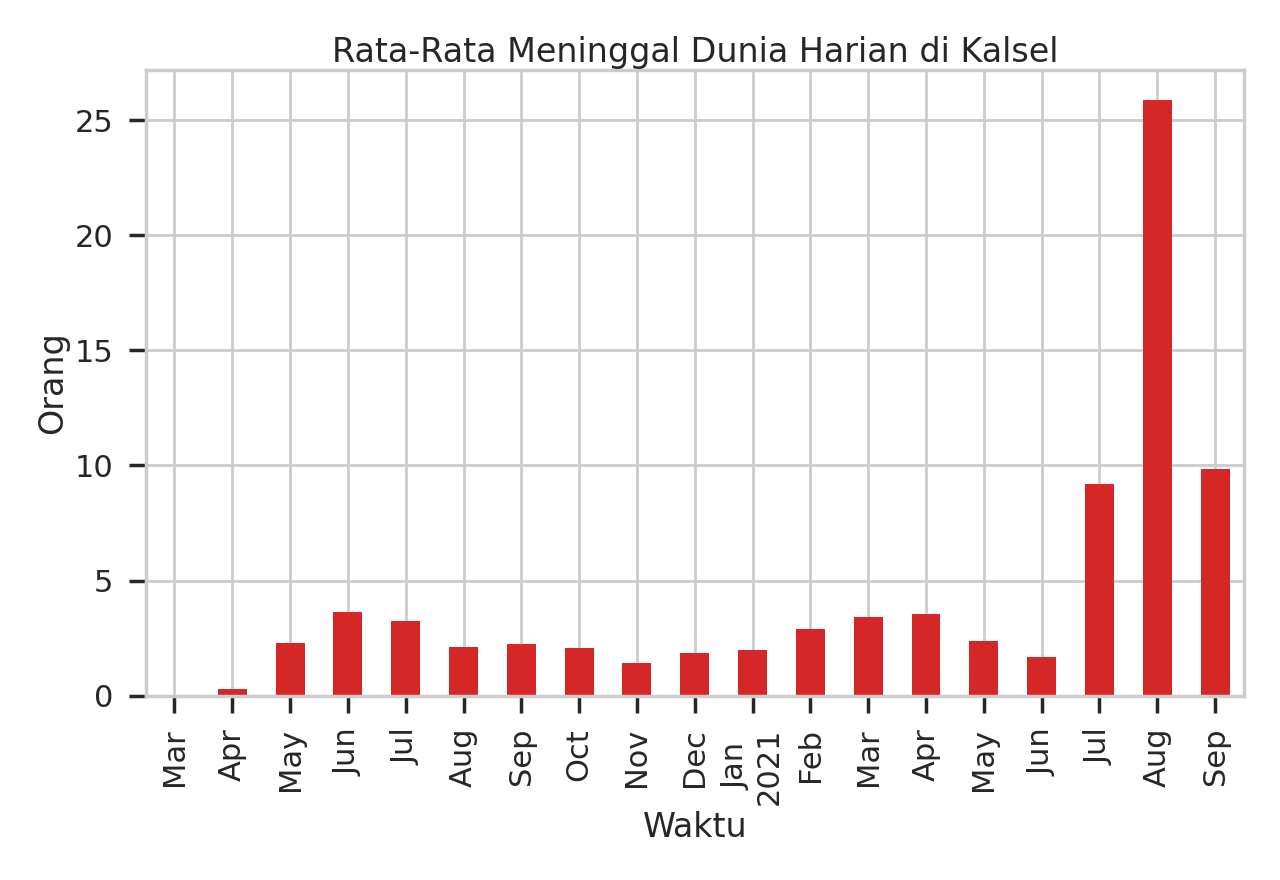 Rata-Rata Meninggal Dunia Harian di Kalsel
25
20
15
10
5
0
Orang
Mar
Apr
May
Jun
Jul
Aug
Sep
Oct
Nov
Dec
Jan
2021
Feb
Mar
Apr
May
Jun
Jul
Aug
Sep
Waktu